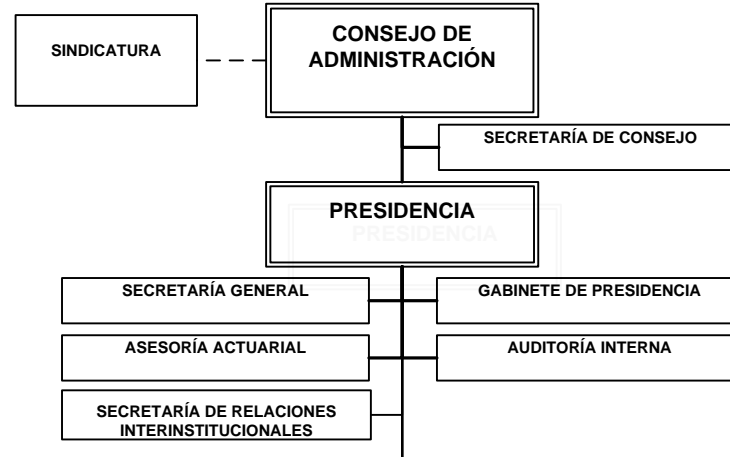 SINDICATURA
CONSEJO DE
ADMINISTRACIÓN
SECRETARÍA DE CONSEJO
PRESIDENCIA
PRESIDENCIA
SECRETARÍA GENERAL
GABINETE DE PRESIDENCIA
ASESORÍA ACTUARIAL
AUDITORÍA INTERNA
SECRETARÍA DE RELACIONES
INTERINSTITUCIONALES